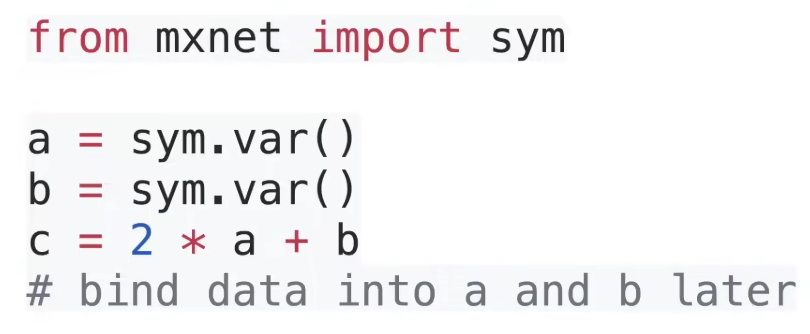 from mxnet import sym
a = sym.var()
b = sym.var()
c = 2 * a + b
# bind data into a and b later